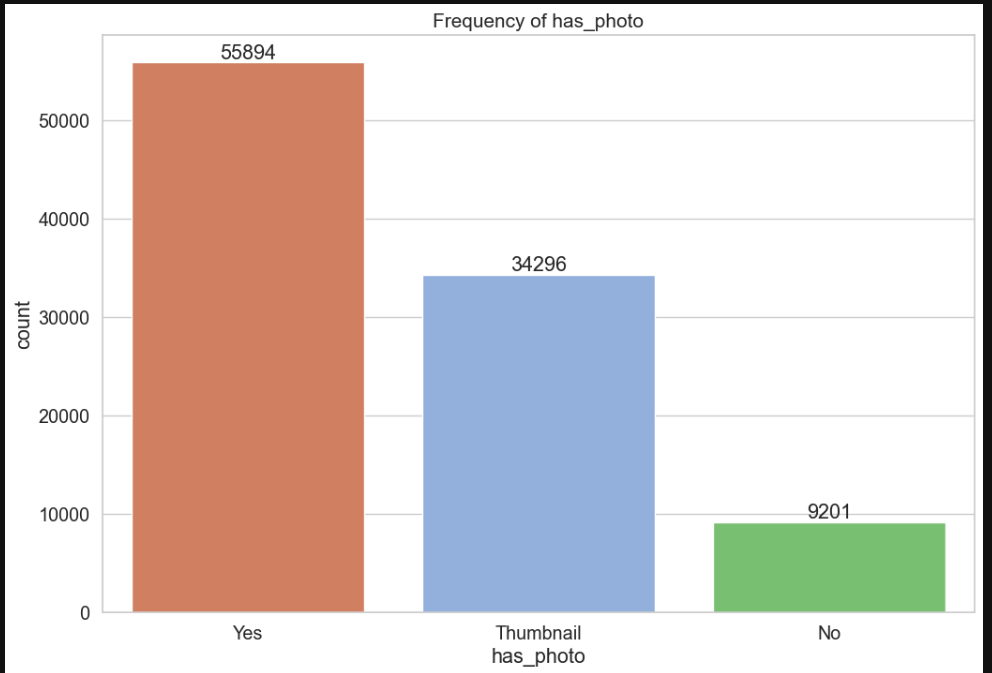 Frequency of has_photo
55894
50000
40000
34296
30000
count
20000
10000
9201
0
Yes
Thumbnail
No
has_photo